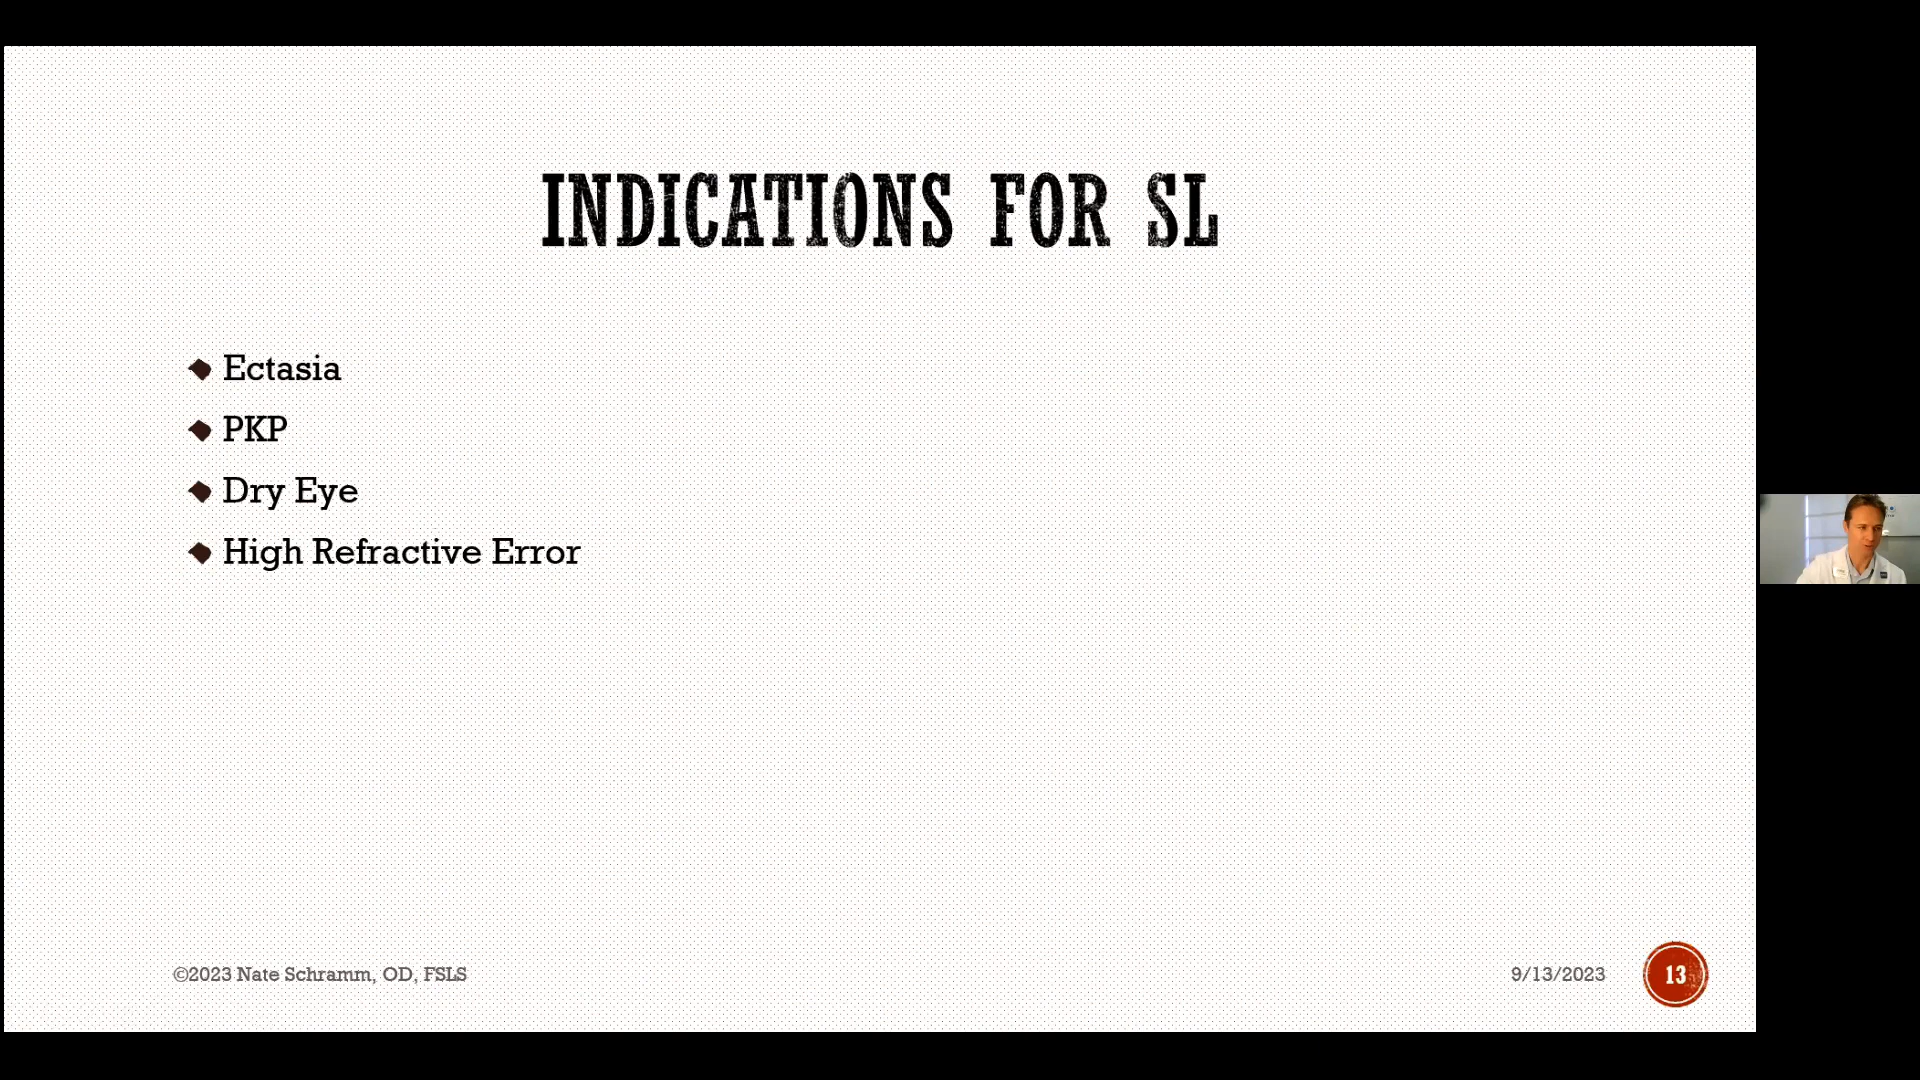 INDICATIONS FOR SL
Ectasia
PKP
Dry Eye
High Refractive Error
©2023 Nate Schramm, OD, FSLS
9/13/2023
13